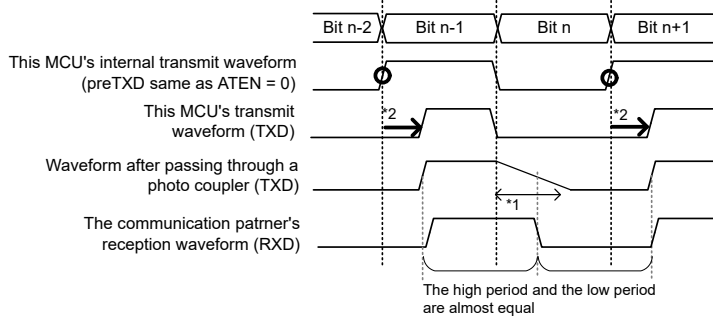 Bit n-2 Bit n-1 Bit n Bit n+1
This MCU's internal transmit waveform
(preTXD same as ATEN = 0)
This MCU's transmit
waveform (TXD)
*2 *2
Waveform after passing through a
photo coupler (TXD)
*1
The communication patrner's
reception waveform (RXD)
The high period and the low period
are almost equal